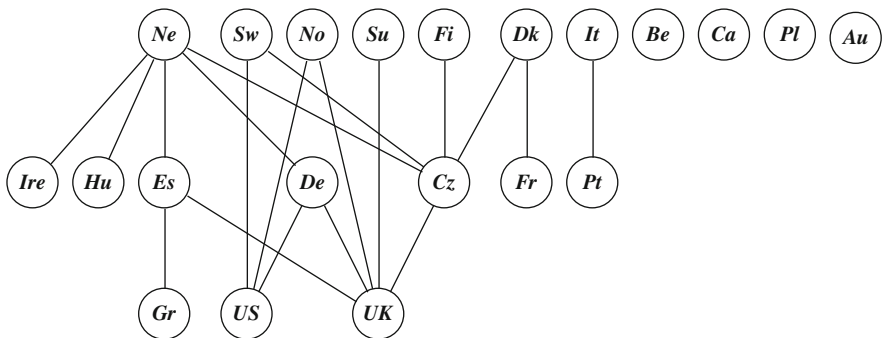 Ne Sw No Su Fi Dk It Be Ca Pl Au
Ire Hu Es De Cz Fr Pt
Gr US UK